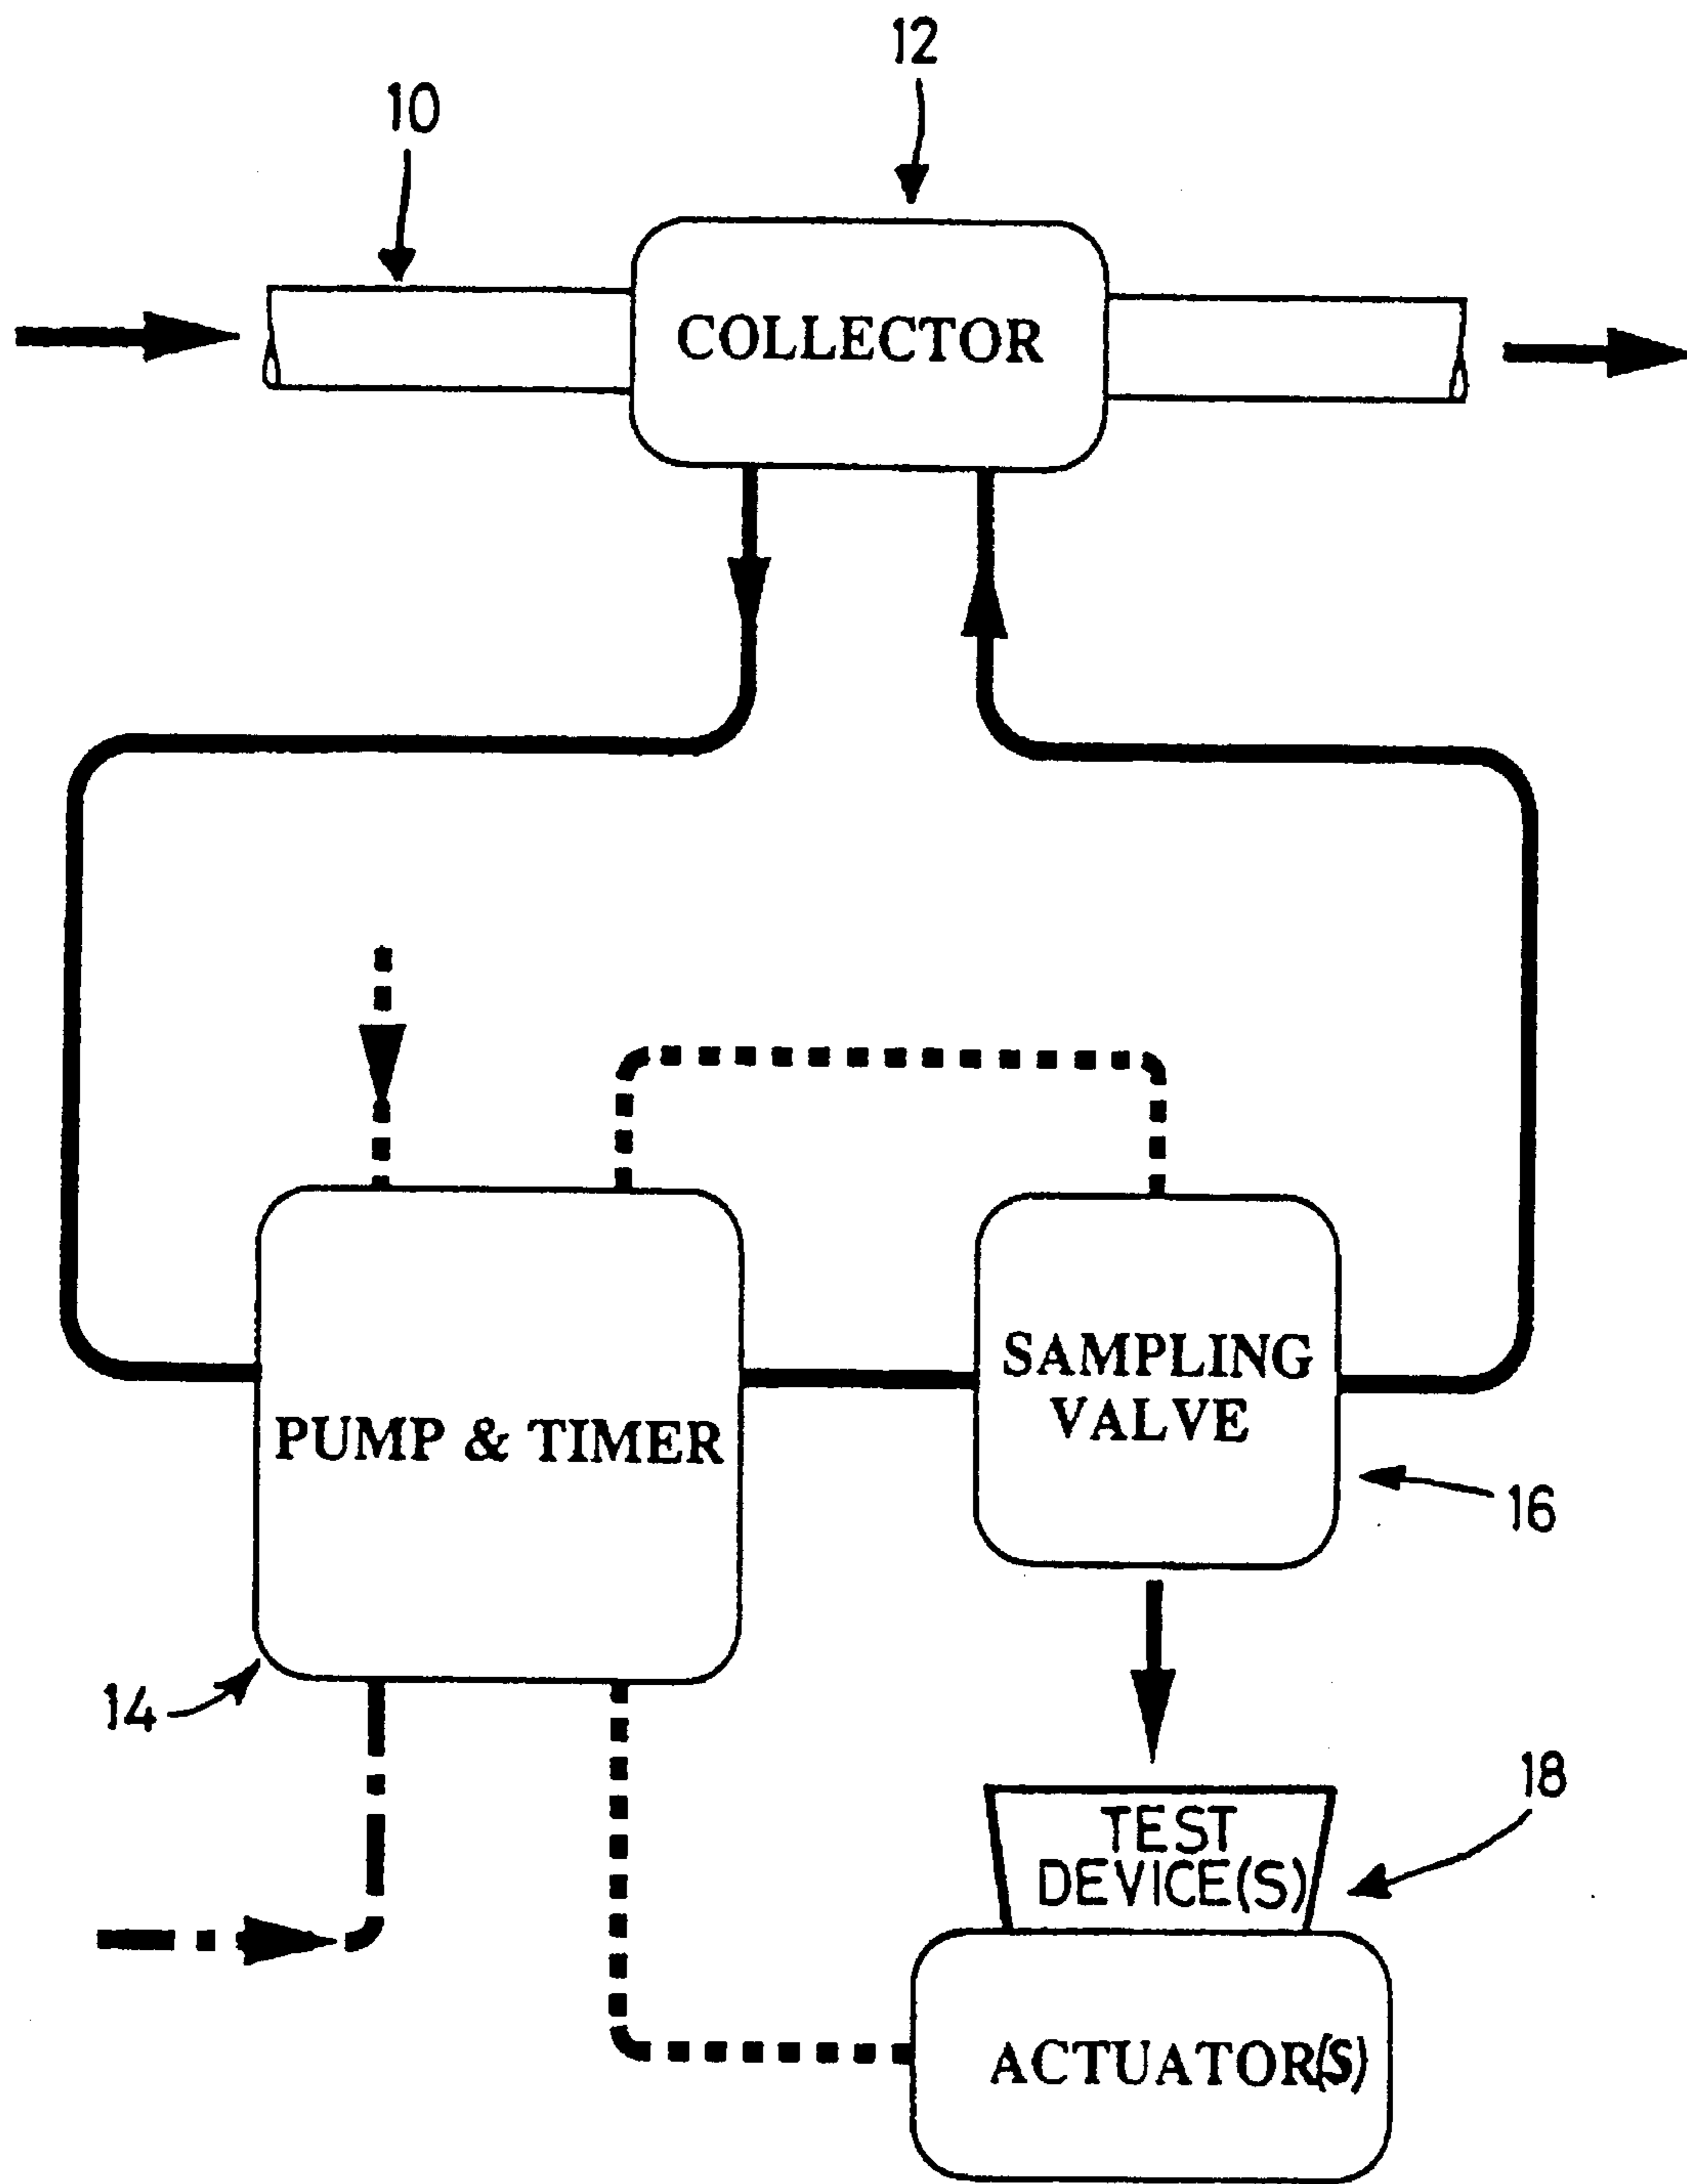 12
10
COLLECTOR
SAMPLING
VALVE
PUMP & TIMER
16
14
18
TEST
DEVICE(S)
ACTUATOR(S)